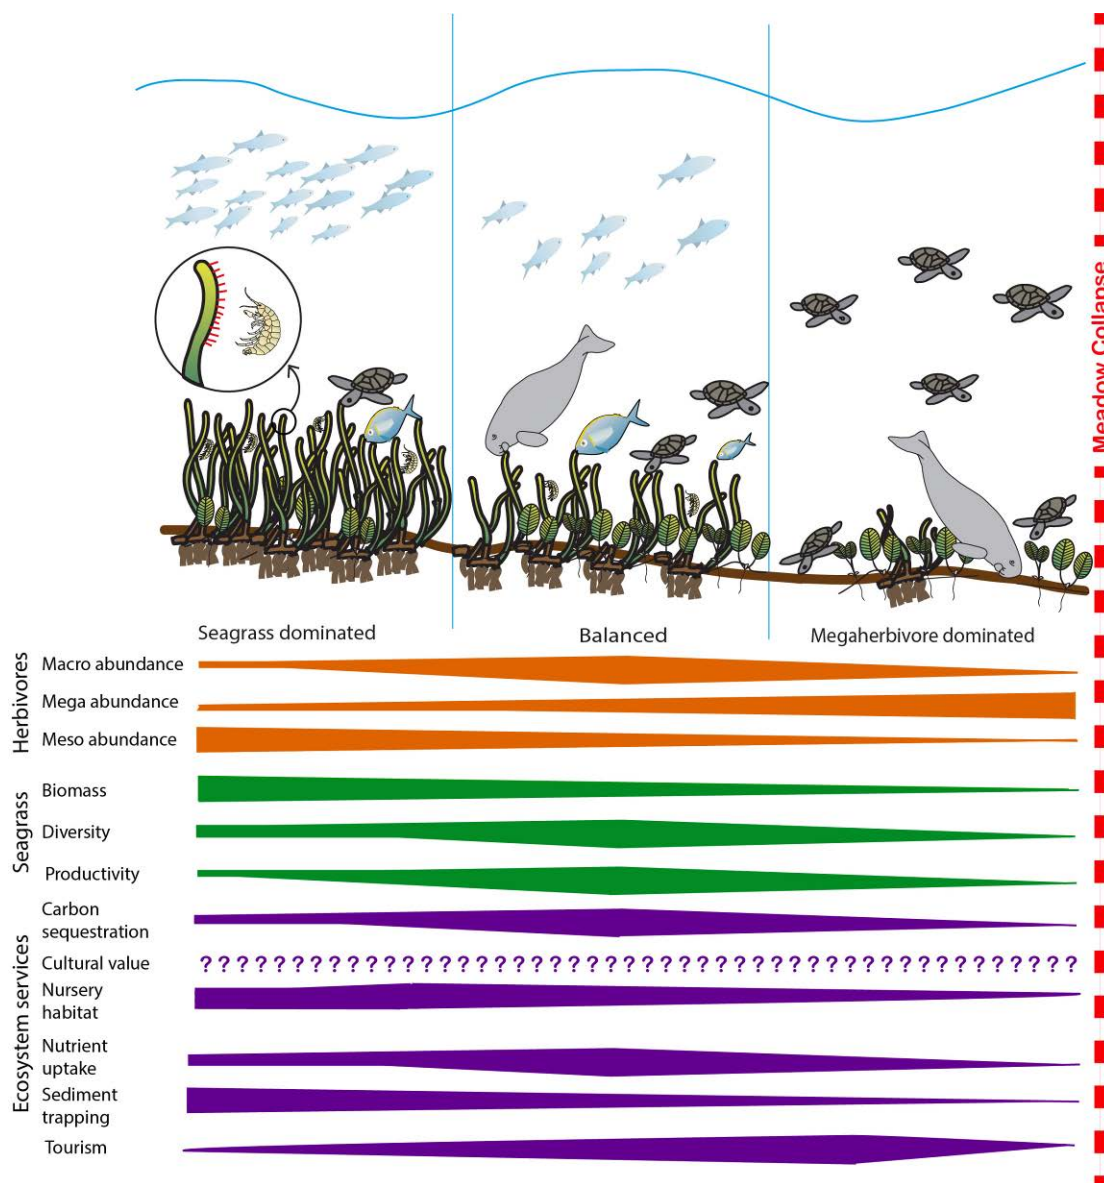 Meadow Collapse
Seagrass dominated
Balanced
Megaherbivore dominated
Herbivores
Macro abundance
Mega abundance
Meso abundance
Seagrass
Biomass
Diversity
Productivity
Ecosystem services
Carbon
sequestration
Cultural value
? ? ? ? ? ? ? ? ? ? ? ? ? ? ? ? ? ? ? ? ? ? ? ? ? ? ? ? ? ? ? ? ? ? ? ? ? ? ? ? ? ? ? ? ? ? ? ?
Nursery
habitat
Nutrient
uptake
Sediment
trapping
Tourism